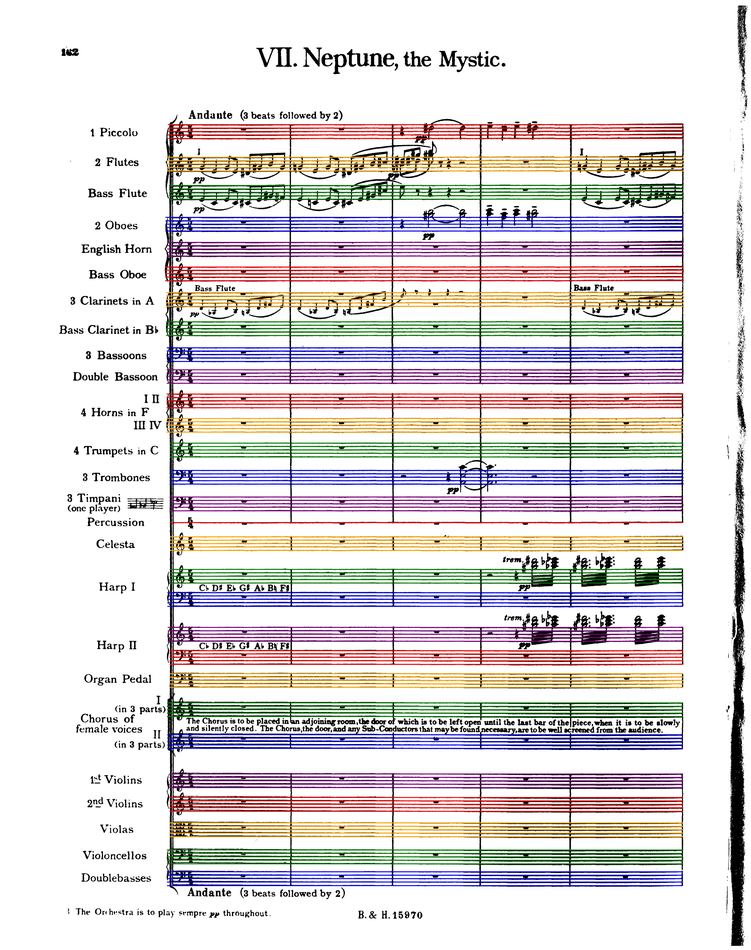 162
VII. Neptune, the Mystic.
Andante (3 beats followed by 2)
1 Piccolo
pp
2 Flutes
I
I
pp
pp
Bass Flute
pp
2 Oboes
pp
English Horn
Bass Oboe
Bass Flute
Bass Flute
3 Clarinets in A
pp
Bass Clarinet in B♭
3 Bassoons
Double Bassoon
I II
4 Horns in F
III IV
4 Trumpets in C
3 Trombones
pp
3 Timpani
(one player)
Percussion
Celesta
trem.
Harp I
C♭ D♯ E♭ G♯ A♭ B♮ F♯
pp
trem.
Harp II
C♭ D♯ E♭ G♯ A♭ B♮ F♯
pp
Organ Pedal
I
(in 3 parts)
Chorus of
female voices
II
(in 3 parts)
The Chorus is to be placed in an adjoining room, the door of which is to be left open until the last bar of the piece, when it is to be slowly
and silently closed. The Chorus, the door, and any Sub-Conductors that may be found necessary, are to be well screened from the audience.
1st Violins
2nd Violins
Violas
Violoncellos
Doublebasses
Andante (3 beats followed by 2)
The Orchestra is to play sempre pp throughout.
B. & H. 15970